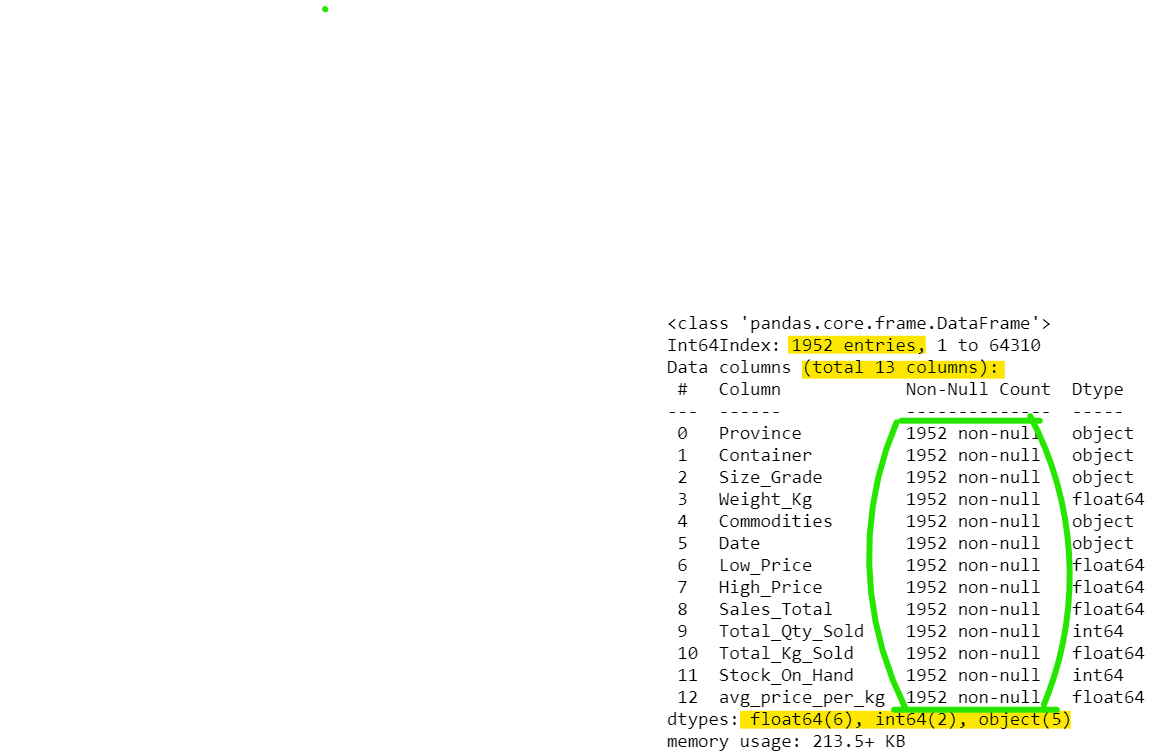 <class 'pandas.core.frame.DataFrame'>
Int64Index: 1952 entries, 1 to 64310
Data columns (total 13 columns):
 #   Column            Non-Null Count  Dtype
---  ------            --------------  -----
 0   Province          1952 non-null   object
 1   Container         1952 non-null   object
 2   Size_Grade        1952 non-null   object
 3   Weight_Kg         1952 non-null   float64
 4   Commodities       1952 non-null   object
 5   Date              1952 non-null   object
 6   Low_Price         1952 non-null   float64
 7   High_Price        1952 non-null   float64
 8   Sales_Total       1952 non-null   float64
 9   Total_Qty_Sold    1952 non-null   int64
 10  Total_Kg_Sold     1952 non-null   float64
 11  Stock_On_Hand     1952 non-null   int64
 12  avg_price_per_kg  1952 non-null   float64
dtypes: float64(6), int64(2), object(5)
memory usage: 213.5+ KB